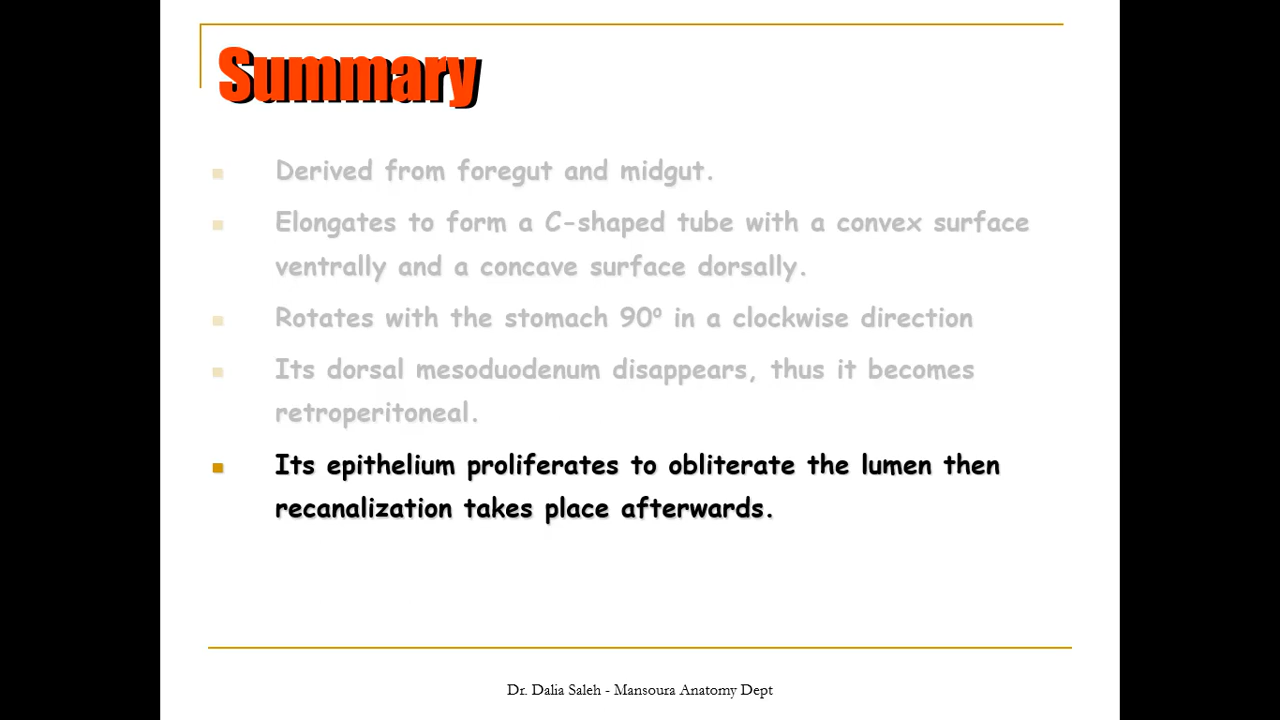 Summary
Derived from foregut and midgut.
Elongates to form a C-shaped tube with a convex surface
ventrally and a concave surface dorsally.
Rotates with the stomach 90º in a clockwise direction
Its dorsal mesoduodenum disappears, thus it becomes
retroperitoneal.
Its epithelium proliferates to obliterate the lumen then
recanalization takes place afterwards.
Dr. Dalia Saleh - Mansoura Anatomy Dept